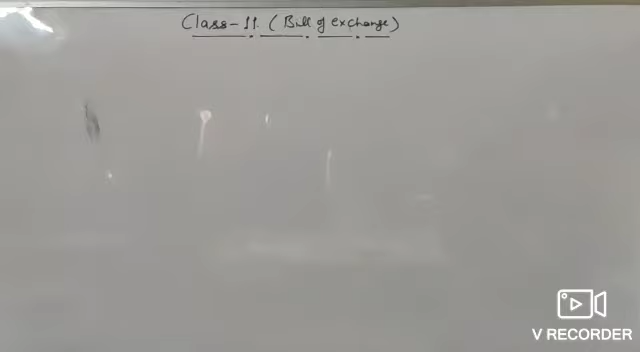 Class-11. (Bill of exchange)
V RECORDER